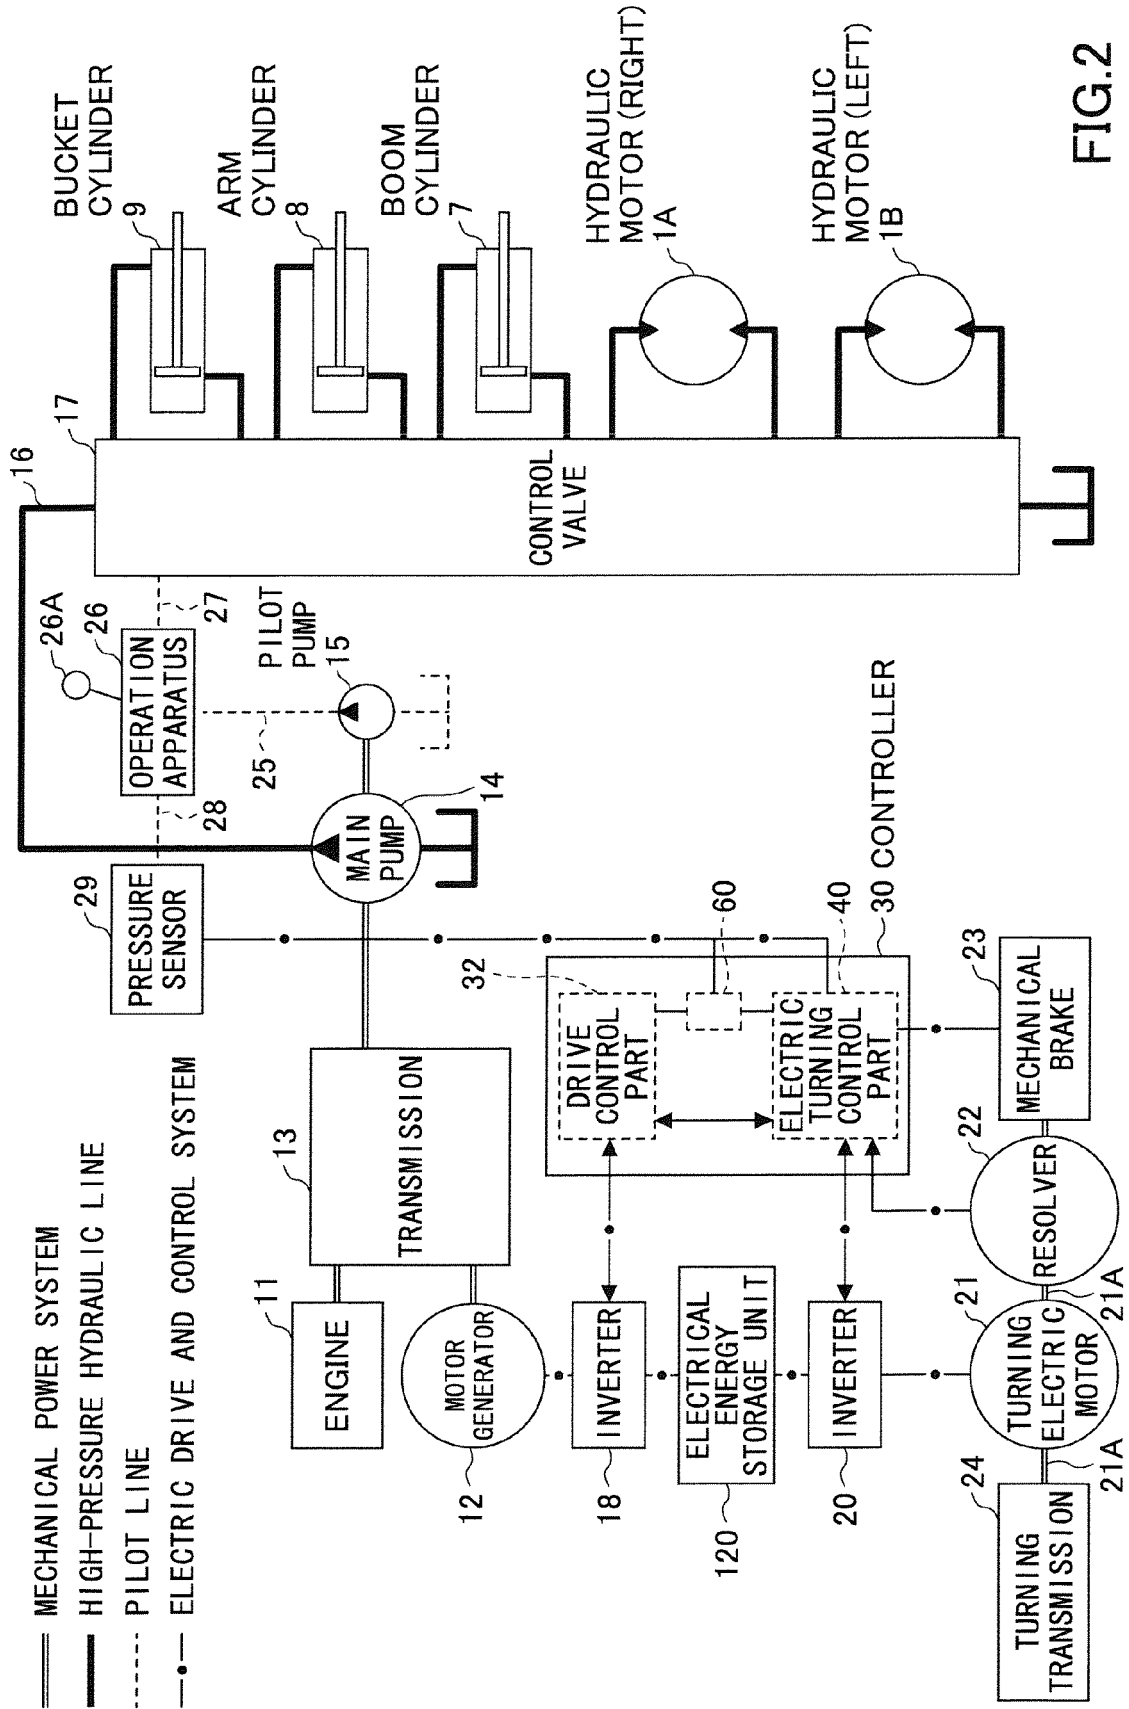 MECHANICAL POWER SYSTEM
HIGH-PRESSURE HYDRAULIC LINE
PILOT LINE
ELECTRIC DRIVE AND CONTROL SYSTEM
29
PRESSURE
SENSOR
28
26A
26
OPERATION
APPARATUS
27
16
17
25
PILOT
PUMP
15
MAIN
PUMP
14
CONTROL
VALVE
BUCKET
CYLINDER
9
ARM
CYLINDER
8
BOOM
CYLINDER
7
HYDRAULIC
MOTOR (RIGHT)
1A
HYDRAULIC
MOTOR (LEFT)
1B
11
ENGINE
13
TRANSMISSION
MOTOR
GENERATOR
12
INVERTER
18
ELECTRICAL
ENERGY
STORAGE UNIT
120
INVERTER
20
32
DRIVE
CONTROL
PART
60
ELECTRIC
TURNING
CONTROL
PART
40
30 CONTROLLER
24
TURNING
TRANSMISSION
21A
21
TURNING
ELECTRIC
MOTOR
21A
22
RESOLVER
23
MECHANICAL
BRAKE
FIG.2